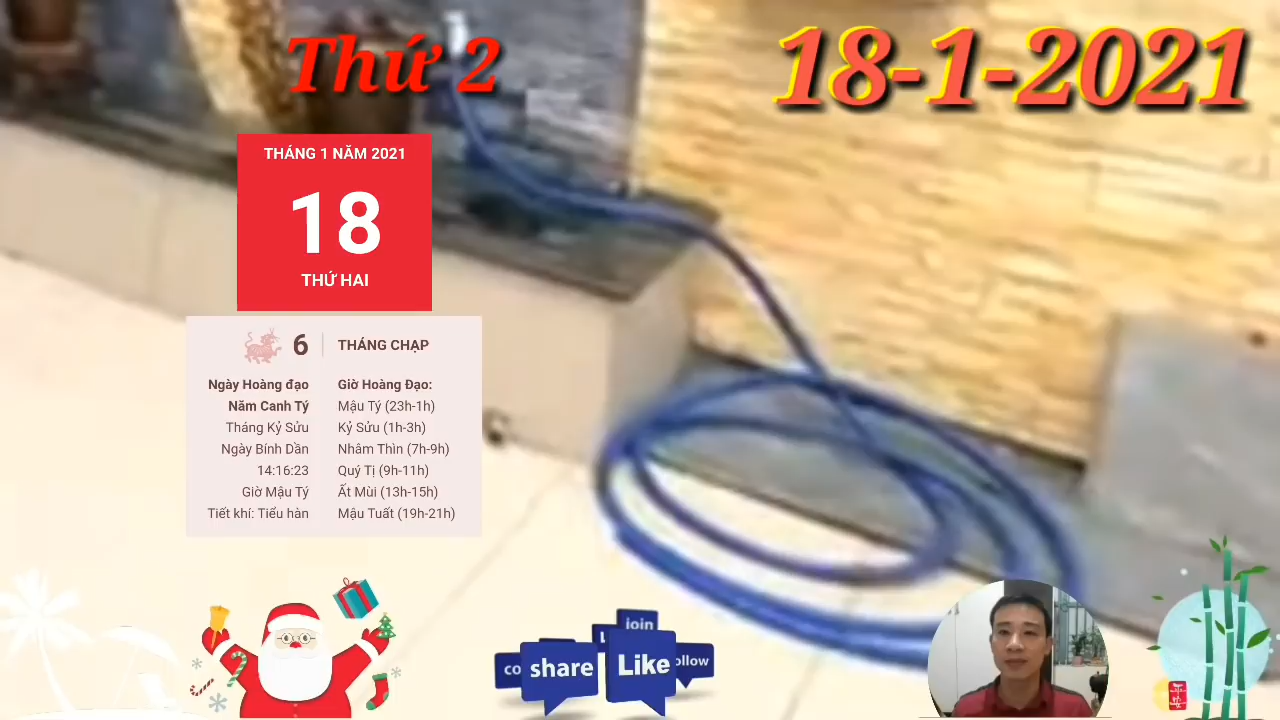 Thứ 2
18-1-2021
THÁNG 1 NĂM 2021
18
THỨ HAI
6
THÁNG CHẠP
Ngày Hoàng đạo
Năm Canh Tý
Tháng Kỷ Sửu
Ngày Bính Dần
14:16:23
Giờ Mậu Tý
Tiết khí: Tiểu hàn
Giờ Hoàng Đạo:
Mậu Tý (23h-1h)
Kỷ Sửu (1h-3h)
Nhâm Thìn (7h-9h)
Quý Tị (9h-11h)
Ất Mùi (13h-15h)
Mậu Tuất (19h-21h)
join
share
Like